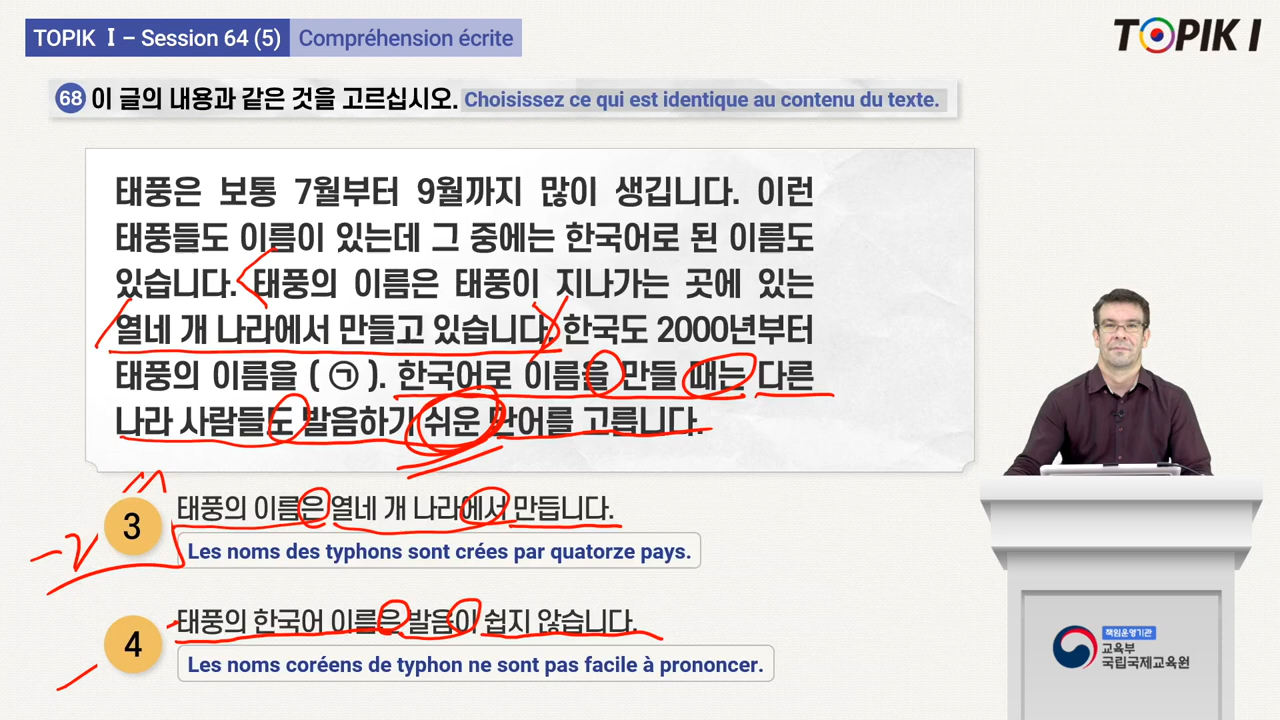 TOPIK I – Session 64 (5) Compréhension écrite
TOPIK I
68 이 글의 내용과 같은 것을 고르십시오. Choisissez ce qui est identique au contenu du texte.
태풍은 보통 7월부터 9월까지 많이 생깁니다. 이런
태풍들도 이름이 있는데 그 중에는 한국어로 된 이름도
있습니다. 태풍의 이름은 태풍이 지나가는 곳에 있는
열네 개 나라에서 만들고 있습니다. 한국도 2000년부터
태풍의 이름을 ( ㉠ ). 한국어로 이름을 만들 때는 다른
나라 사람들도 발음하기 쉬운 단어를 고릅니다.
3 태풍의 이름은 열네 개 나라에서 만듭니다.
Les noms des typhons sont crées par quatorze pays.
4 태풍의 한국어 이름은 발음이 쉽지 않습니다.
Les noms coréens de typhon ne sont pas facile à prononcer.
책임운영기관
교육부
국립국제교육원